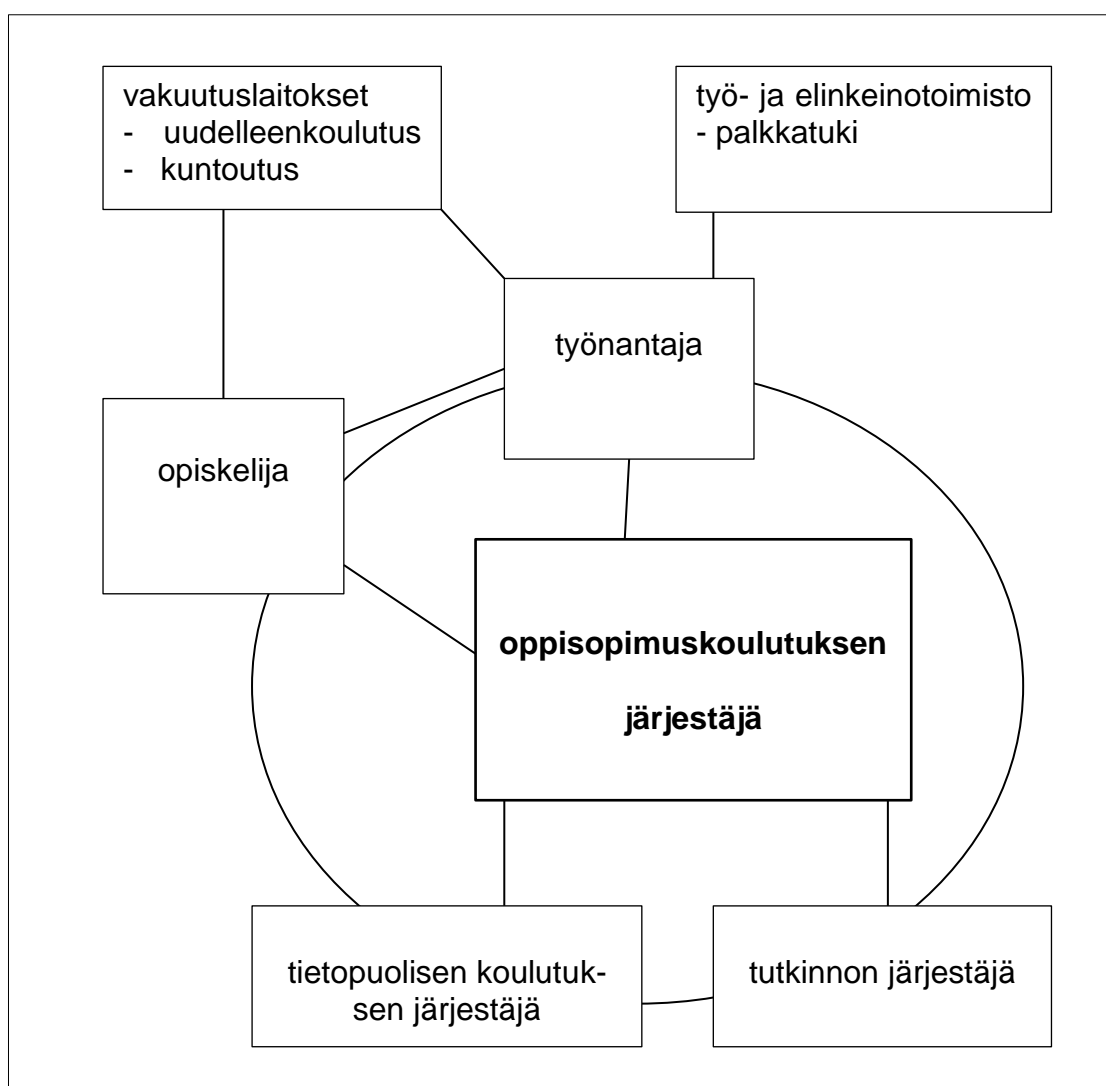 vakuutuslaitokset
- uudelleenkoulutus
- kuntoutus
työ- ja elinkeinotoimisto
- palkkatuki
työnantaja
opiskelija
oppisopimuskoulutuksen
järjestäjä
tietopuolisen koulutuk-
sen järjestäjä
tutkinnon järjestäjä